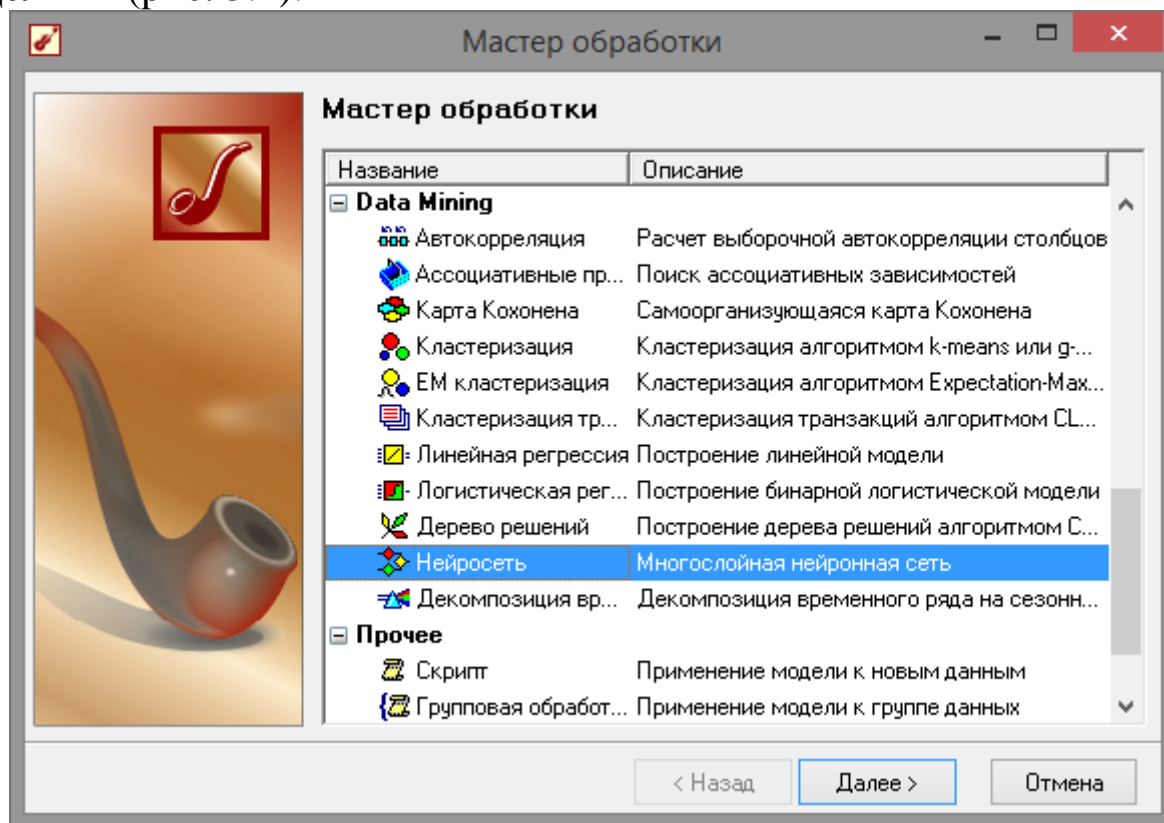 Мастер обработки
Мастер обработки
Название Описание
Data Mining
Автокорреляция Расчет выборочной автокорреляции столбцов
Ассоциативные пр... Поиск ассоциативных зависимостей
Карта Кохонена Самоорганизующаяся карта Кохонена
Кластеризация Кластеризация алгоритмом k-means или g-...
EM кластеризация Кластеризация алгоритмом Expectation-Max...
Кластеризация тр... Кластеризация транзакций алгоритмом CL...
Линейная регрессия Построение линейной модели
Логистическая рег... Построение бинарной логистической модели
Дерево решений Построение дерева решений алгоритмом C...
Нейросеть Многослойная нейронная сеть
Декомпозиция вр... Декомпозиция временного ряда на сезонн...
Прочее
Скрипт Применение модели к новым данным
Групповая обработ... Применение модели к группе данных
< Назад Далее > Отмена